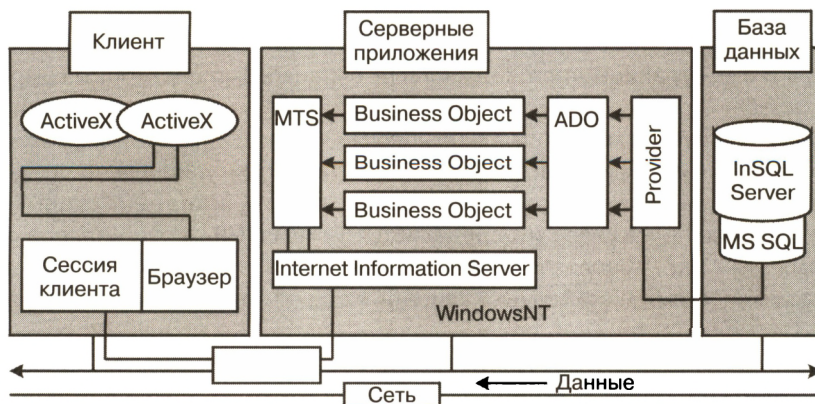 Клиент
Серверные
приложения
База
данных
ActiveX
ActiveX
MTS
Business Object
Business Object
Business Object
ADO
Provider
InSQL
Server
MS SQL
Сессия
клиента
Браузер
Internet Information Server
WindowsNT
Данные
Сеть